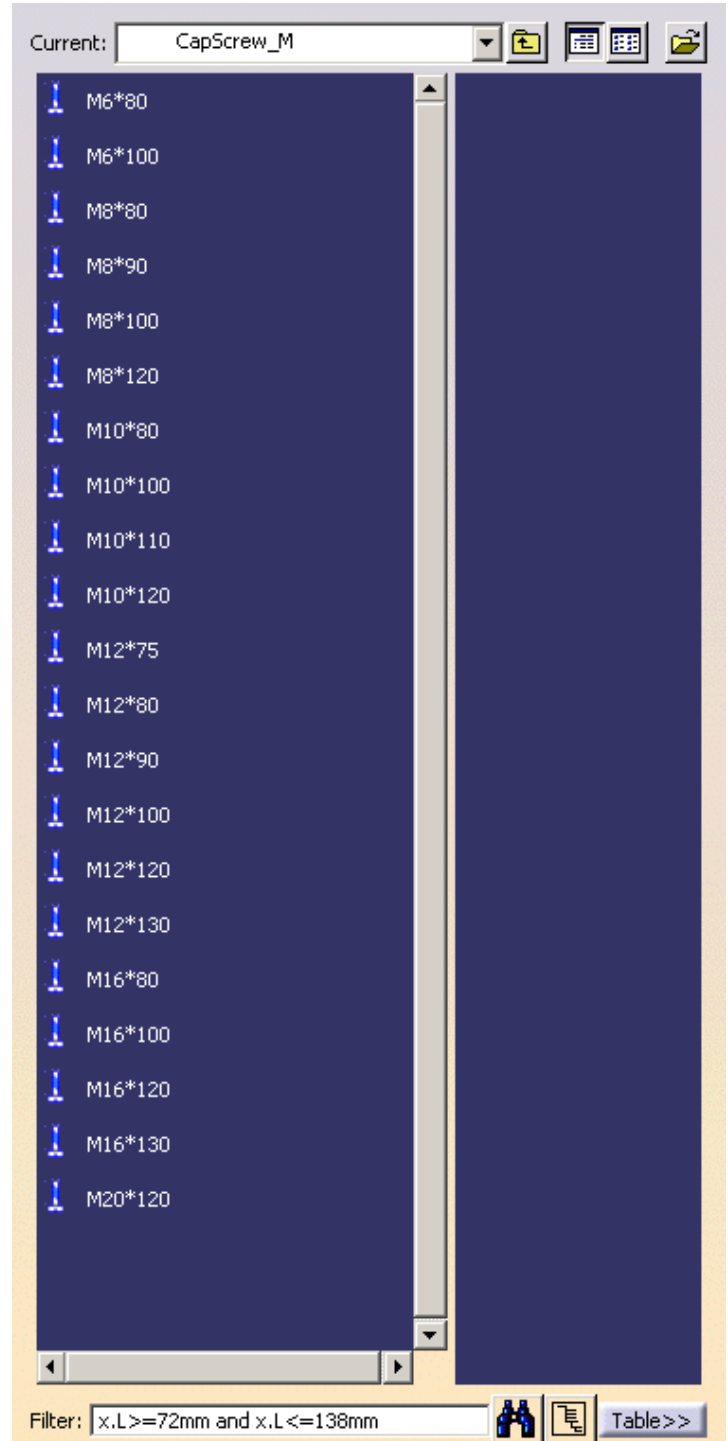 Current: CapScrew_M
M6*80
M6*100
M8*80
M8*90
M8*100
M8*120
M10*80
M10*100
M10*110
M10*120
M12*75
M12*80
M12*90
M12*100
M12*120
M12*130
M16*80
M16*100
M16*120
M16*130
M20*120
Filter: x.L>=72mm and x.L<=138mm Table>>